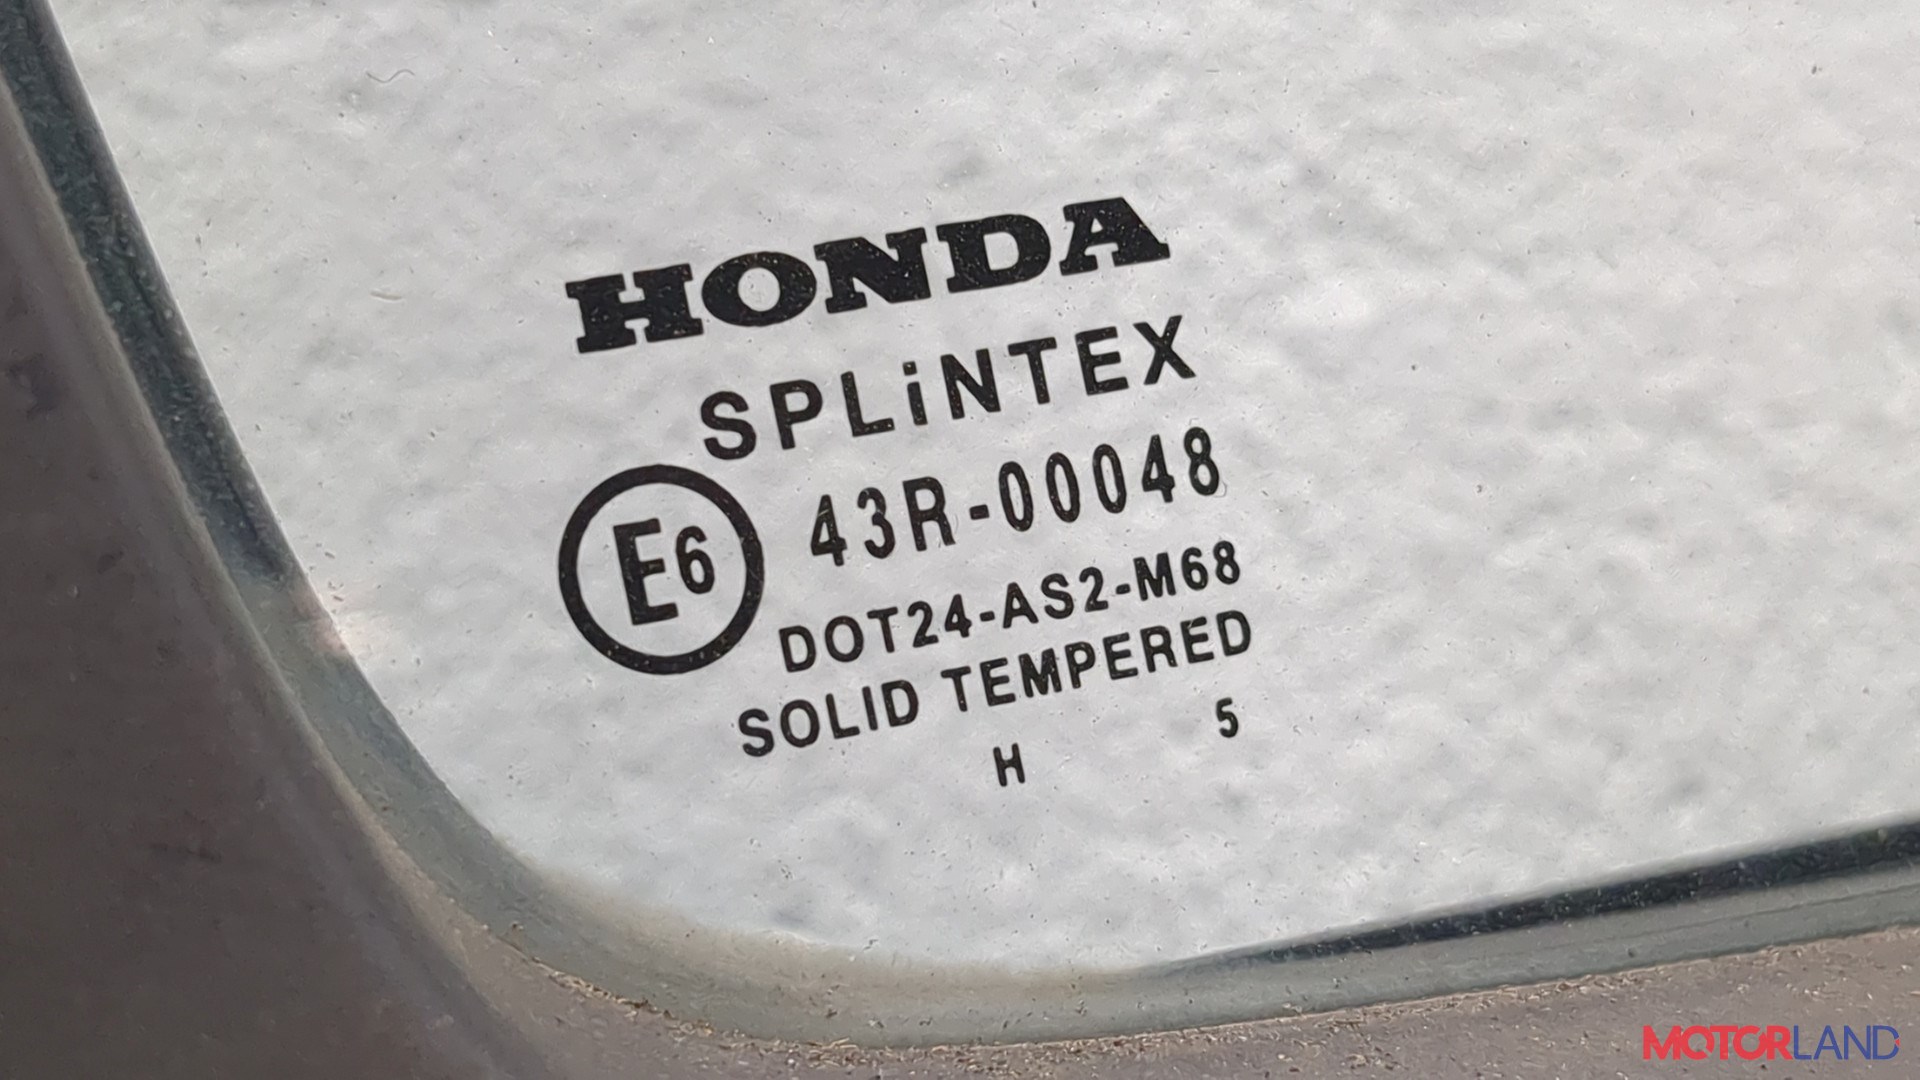 HONDA
SPLiNTEX
E6 43R-00048
DOT24-AS2-M68
SOLID TEMPERED
H 5
MOTORLAND